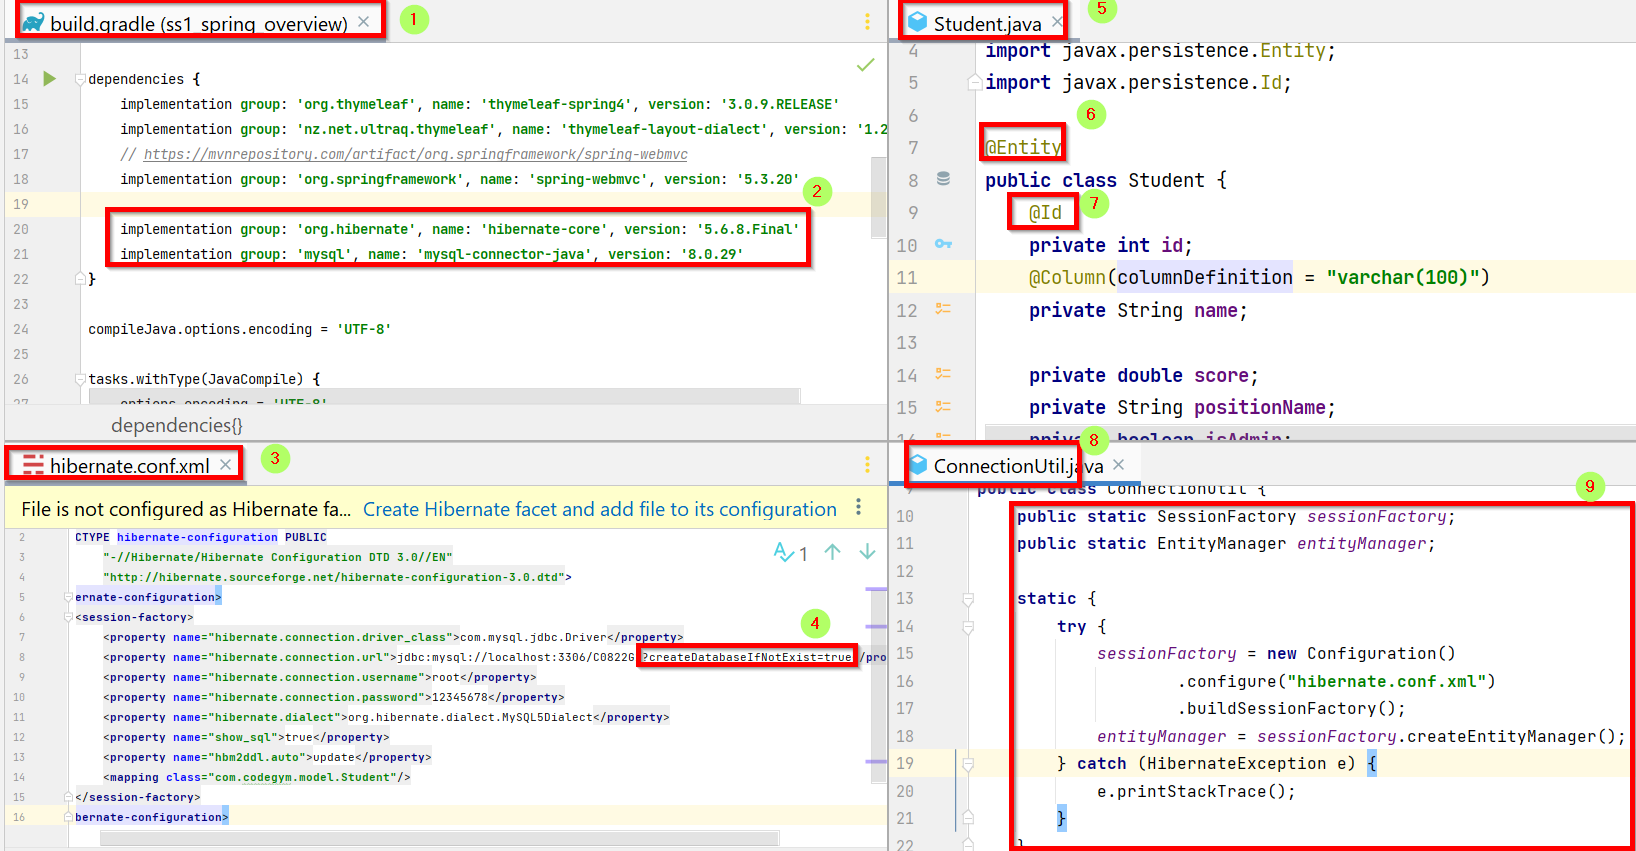 build.gradle (ss1_spring_overview)
1
13
14 dependencies {
15 implementation group: 'org.thymeleaf', name: 'thymeleaf-spring4', version: '3.0.9.RELEASE'
16 implementation group: 'nz.net.ultraq.thymeleaf', name: 'thymeleaf-layout-dialect', version: '1.2
17 // https://mvnrepository.com/artifact/org.springframework/spring-webmvc
18 implementation group: 'org.springframework', name: 'spring-webmvc', version: '5.3.20'
2
19
20 implementation group: 'org.hibernate', name: 'hibernate-core', version: '5.6.8.Final'
21 implementation group: 'mysql', name: 'mysql-connector-java', version: '8.0.29'
22 }
23
24 compileJava.options.encoding = 'UTF-8'
25
26 tasks.withType(JavaCompile) {
27 options.encoding = 'UTF-8'
dependencies{}
Student.java
5
4 import javax.persistence.Entity;
5 import javax.persistence.Id;
6
6
7 @Entity
8 public class Student {
9 @Id
7
10 private int id;
11 @Column(columnDefinition = "varchar(100)")
12 private String name;
13
14 private double score;
15 private String positionName;
16 private boolean isAdmin;
hibernate.conf.xml
3
File is not configured as Hibernate fa... Create Hibernate facet and add file to its configuration
2 CTYPE hibernate-configuration PUBLIC
3 "-//Hibernate/Hibernate Configuration DTD 3.0//EN"
1
4 "http://hibernate.sourceforge.net/hibernate-configuration-3.0.dtd">
5 ernate-configuration>
6 <session-factory>
4
7 <property name="hibernate.connection.driver_class">com.mysql.jdbc.Driver</property>
8 <property name="hibernate.connection.url">jdbc:mysql://localhost:3306/C0822G ?createDatabaseIfNotExist=true /pro
9 <property name="hibernate.connection.username">root</property>
10 <property name="hibernate.connection.password">12345678</property>
11 <property name="hibernate.dialect">org.hibernate.dialect.MySQL5Dialect</property>
12 <property name="show_sql">true</property>
13 <property name="hbm2ddl.auto">update</property>
14 <mapping class="com.codegym.model.Student"/>
15 </session-factory>
16 bernate-configuration>
8
ConnectionUtil.java
9
public class ConnectionUtil {
10 public static SessionFactory sessionFactory;
11 public static EntityManager entityManager;
12
13 static {
14 try {
15 sessionFactory = new Configuration()
16 .configure("hibernate.conf.xml")
17 .buildSessionFactory();
18 entityManager = sessionFactory.createEntityManager();
19 } catch (HibernateException e) {
20 e.printStackTrace();
21 }
22 }